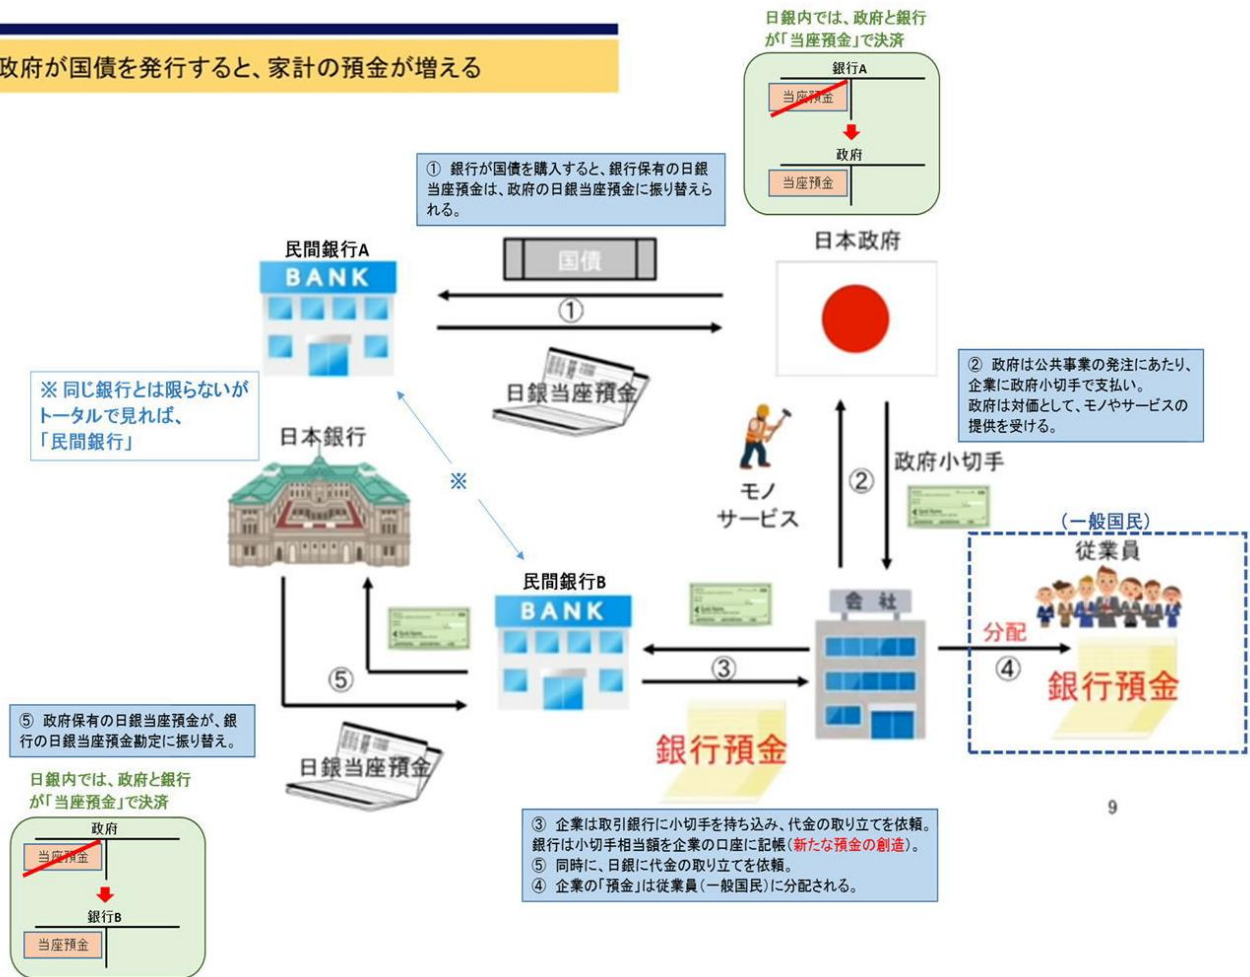 日銀内では、政府と銀行
が「当座預金」で決済
銀行A
当座預金
政府
当座預金
政府が国債を発行すると、家計の預金が増える
① 銀行が国債を購入すると、銀行保有の日銀
当座預金は、政府の日銀当座預金に振り替えら
れる。
民間銀行A
BANK
国債
①
日銀当座預金
日本政府
② 政府は公共事業の発注にあたり、
企業に政府小切手で支払い。
政府は対価として、モノやサービスの
提供を受ける。
※ 同じ銀行とは限らないが
トータルで見れば、
「民間銀行」
日本銀行
※
モノ
サービス
②
政府小切手
(一般国民)
従業員
民間銀行B
BANK
会社
分配
③
④
⑤
銀行預金
銀行預金
日銀当座預金
⑤ 政府保有の日銀当座預金が、銀
行の日銀当座預金勘定に振り替え。
日銀内では、政府と銀行
が「当座預金」で決済
政府
当座預金
銀行B
当座預金
③ 企業は取引銀行に小切手を持ち込み、代金の取り立てを依頼。
銀行は小切手相当額を企業の口座に記帳(新たな預金の創造)。
⑤ 同時に、日銀に代金の取り立てを依頼。
④ 企業の「預金」は従業員(一般国民)に分配される。
9